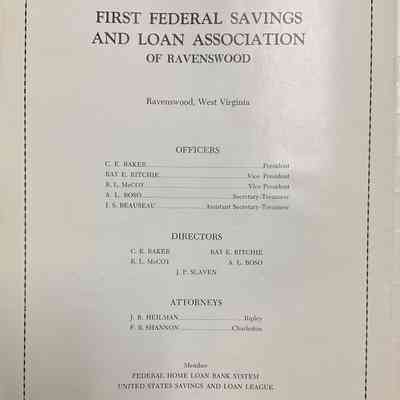 FIRST FEDERAL SAVINGS
AND LOAN ASSOCIATION
OF RAVENSWOOD
Ravenswood, West Virginia
OFFICERS
C. E. BAKER President
RAY E. RITCHIE Vice President
R. L. McCOY Vice President
A. L. BOSO Secretary-Treasurer
J. S. BEAUSEAU Assistant Secretary-Treasurer
DIRECTORS
C. E. BAKER RAY E. RITCHIE
R. L. McCOY A. L. BOSO
J. P. SLAVEN
ATTORNEYS
J. R. HEILMAN Ripley
F. B. SHANNON Charleston
Member
FEDERAL HOME LOAN BANK SYSTEM
UNITED STATES SAVINGS AND LOAN LEAGUE